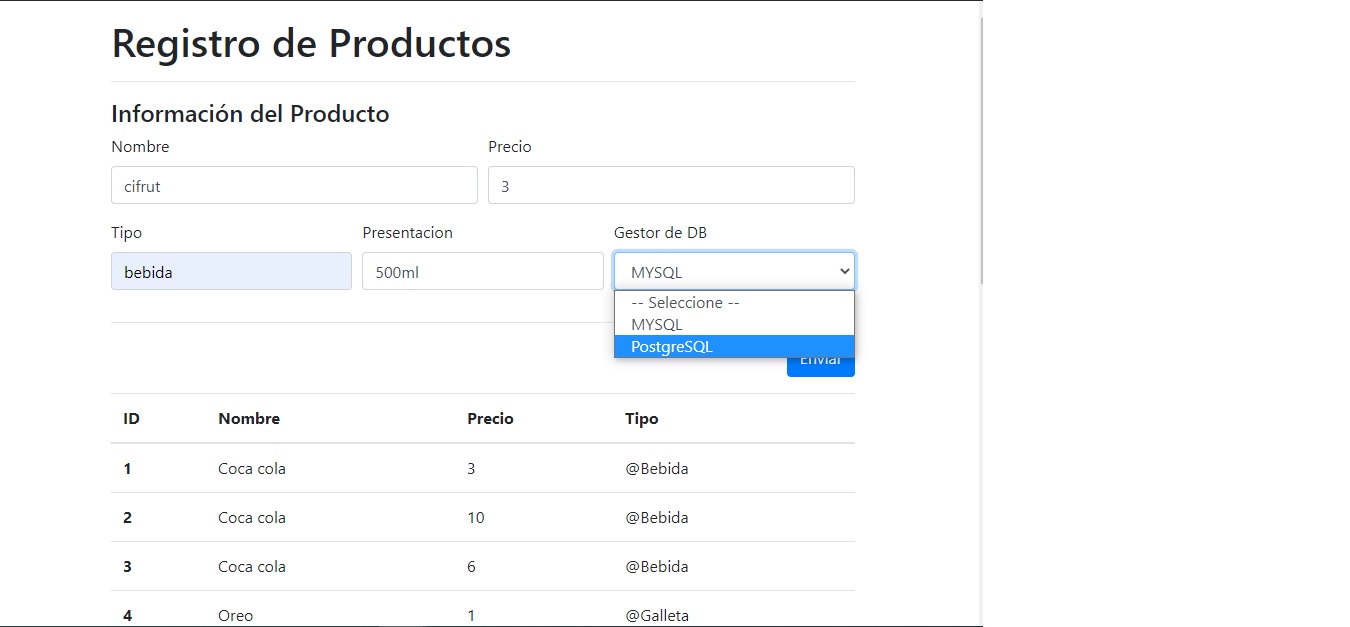 Registro de Productos
Información del Producto
Nombre Precio
cifrut 3
Tipo Presentacion Gestor de DB
bebida 500ml MYSQL
-- Seleccione --
MYSQL
PostgreSQL
Enviar
ID Nombre Precio Tipo
1 Coca cola 3 @Bebida
2 Coca cola 10 @Bebida
3 Coca cola 6 @Bebida
4 Oreo 1 @Galleta